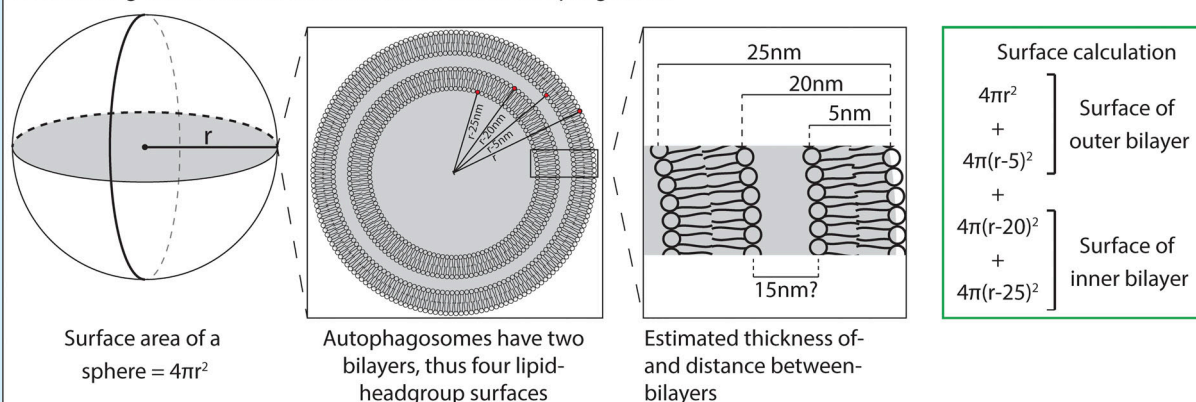 r
Surface area of a
sphere = 4πr²
r-25nm
r-20nm
r-5nm
r
Autophagosomes have two
bilayers, thus four lipid-
headgroup surfaces
25nm
20nm
5nm
15nm?
Estimated thickness of-
and distance between-
bilayers
Surface calculation
4πr²
+
4π(r-5)²
Surface of
outer bilayer
+
4π(r-20)²
+
4π(r-25)²
Surface of
inner bilayer